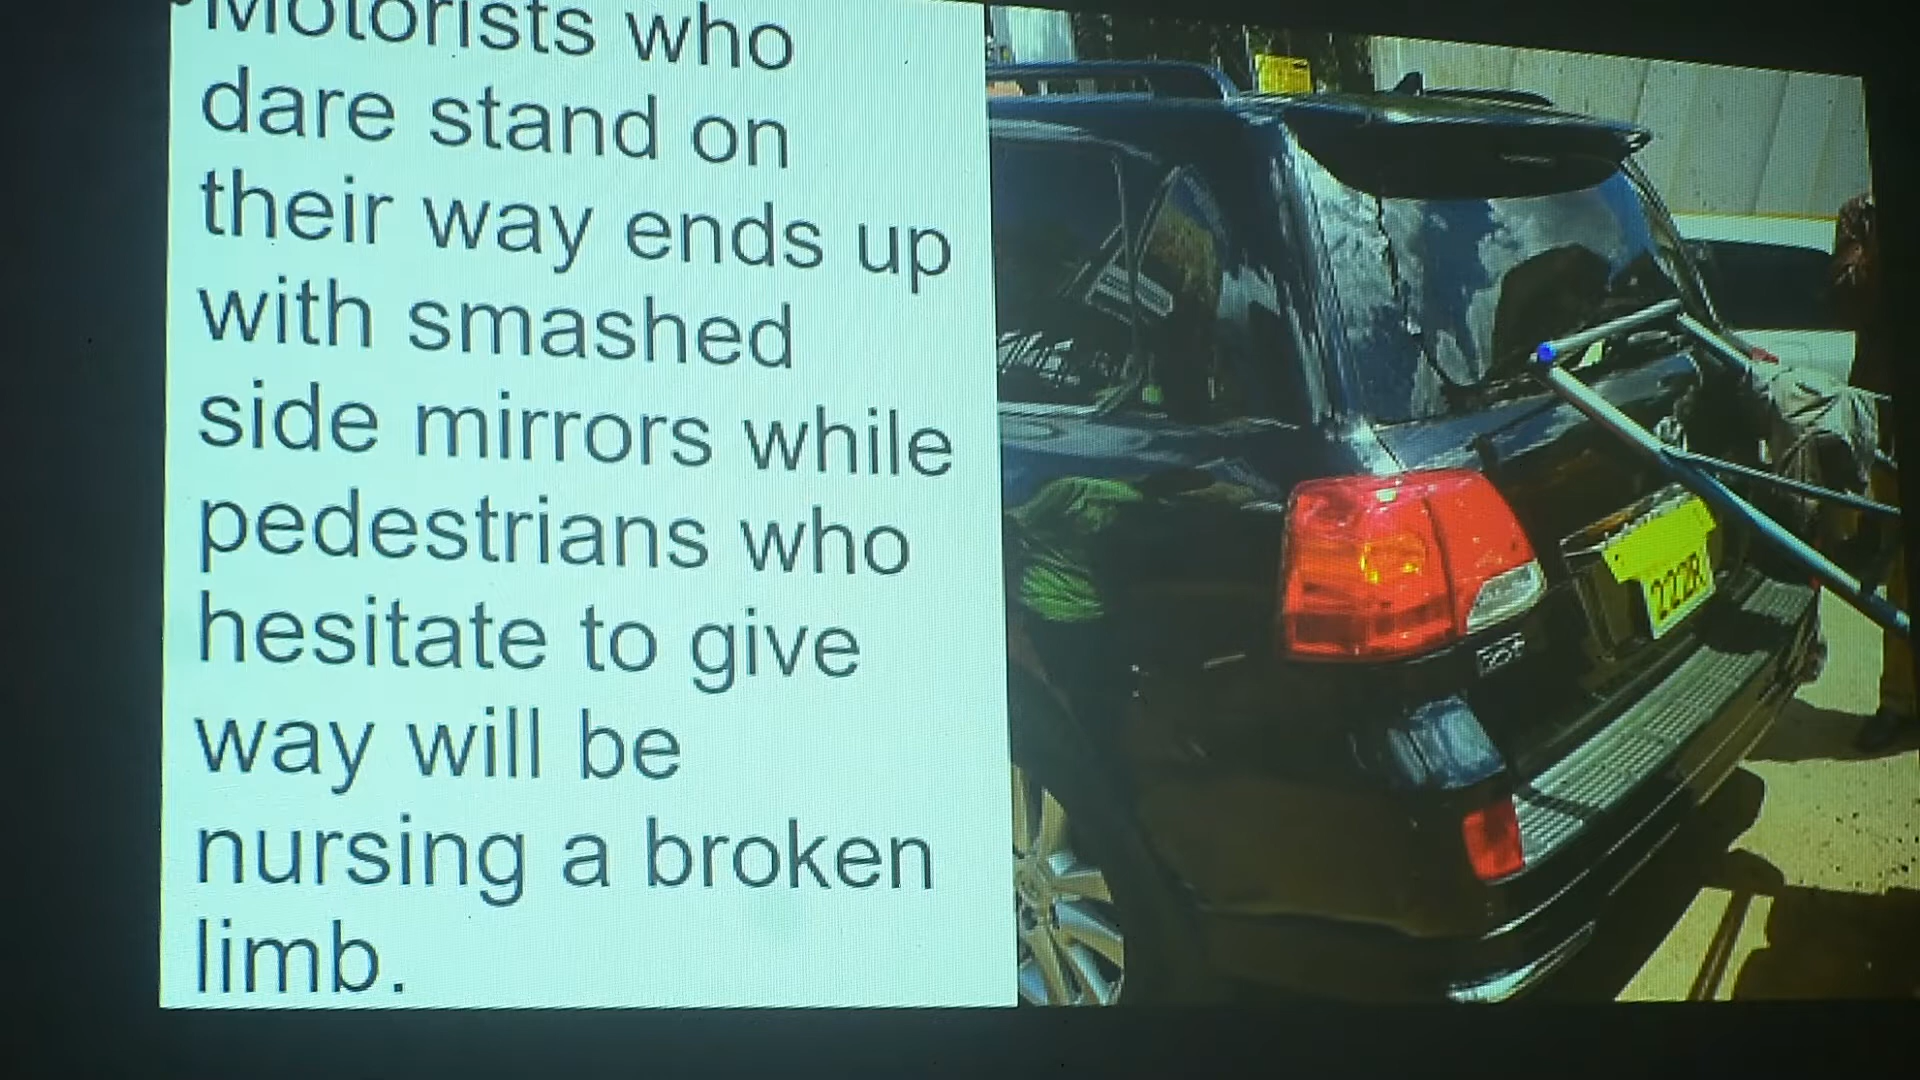 Motorists who
dare stand on
their way ends up
with smashed
side mirrors while
pedestrians who
hesitate to give
way will be
nursing a broken
limb.
222R